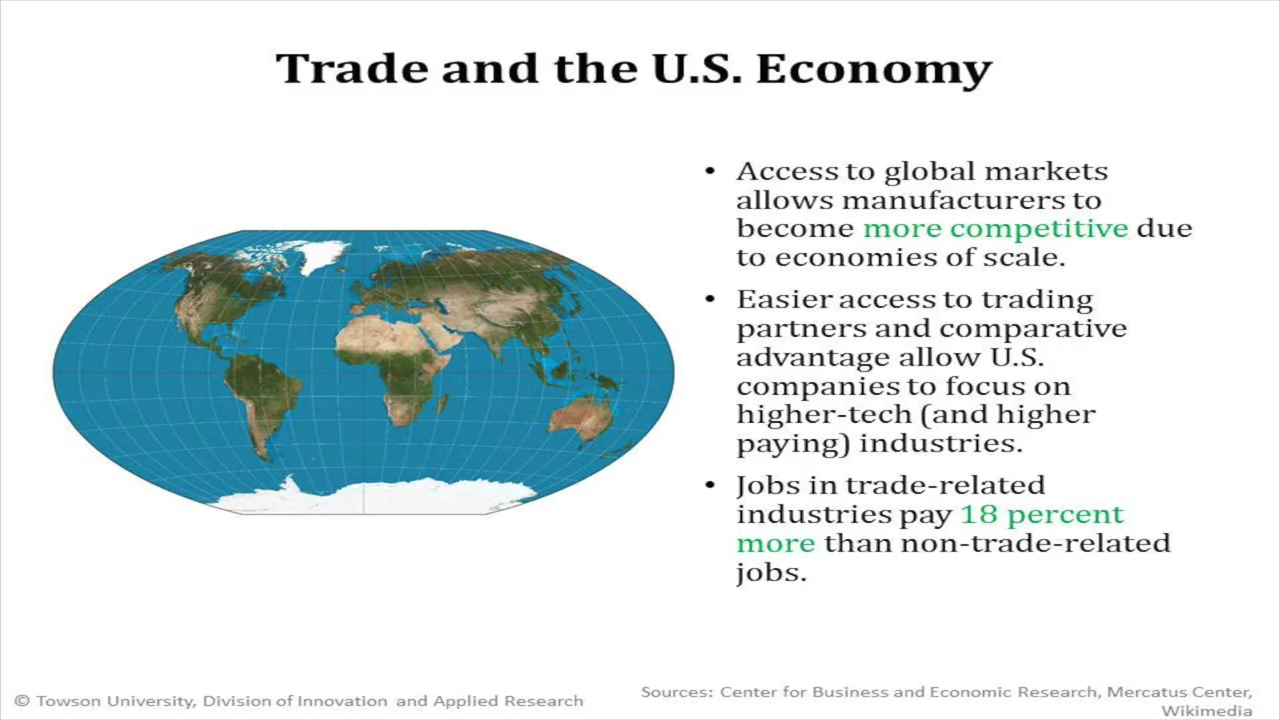 Trade and the U.S. Economy
• Access to global markets
allows manufacturers to
become more competitive due
to economies of scale.
• Easier access to trading
partners and comparative
advantage allow U.S.
companies to focus on
higher-tech (and higher
paying) industries.
• Jobs in trade-related
industries pay 18 percent
more than non-trade-related
jobs.
© Towson University, Division of Innovation and Applied Research
Sources: Center for Business and Economic Research, Mercatus Center,
Wikimedia